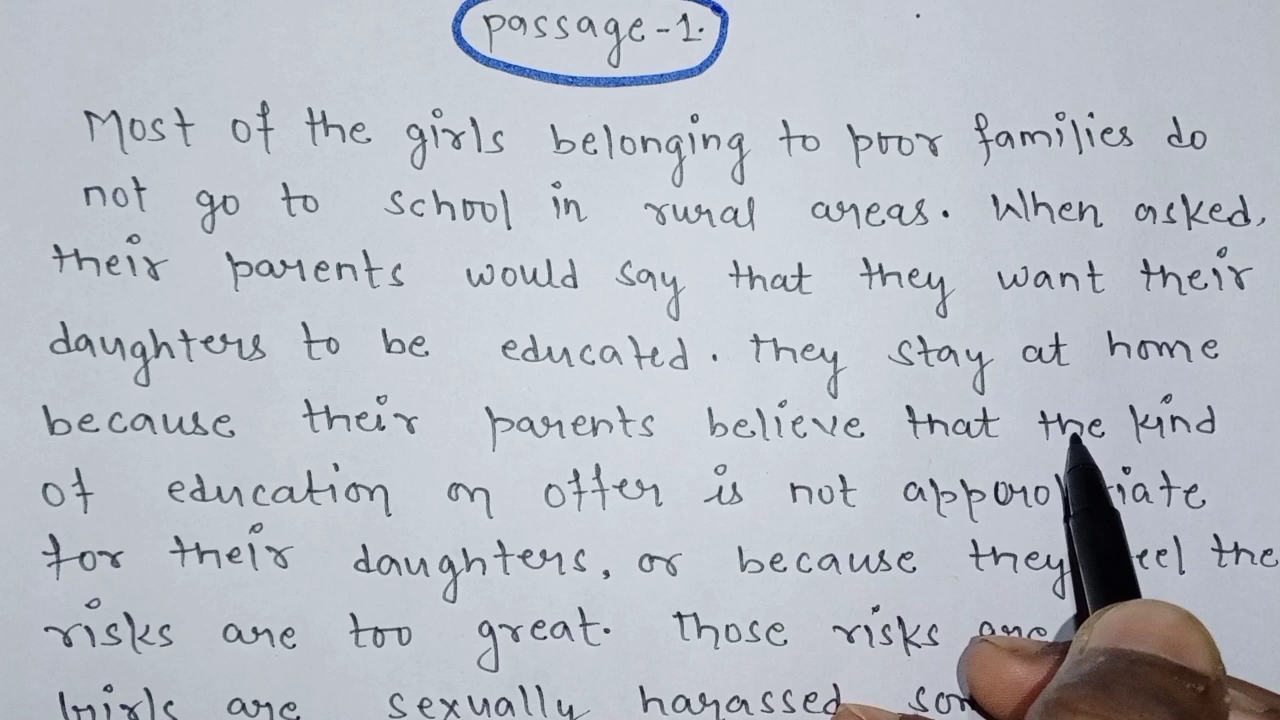 passage-1.
Most of the girls belonging to poor families do
not go to school in rural areas. When asked,
their parents would say that they want their
daughters to be educated. They stay at home
because their parents believe that the kind
of education on offer is not
for their daughters, or because they the
risks are too great. Those risks are
Girls are sexually harassed